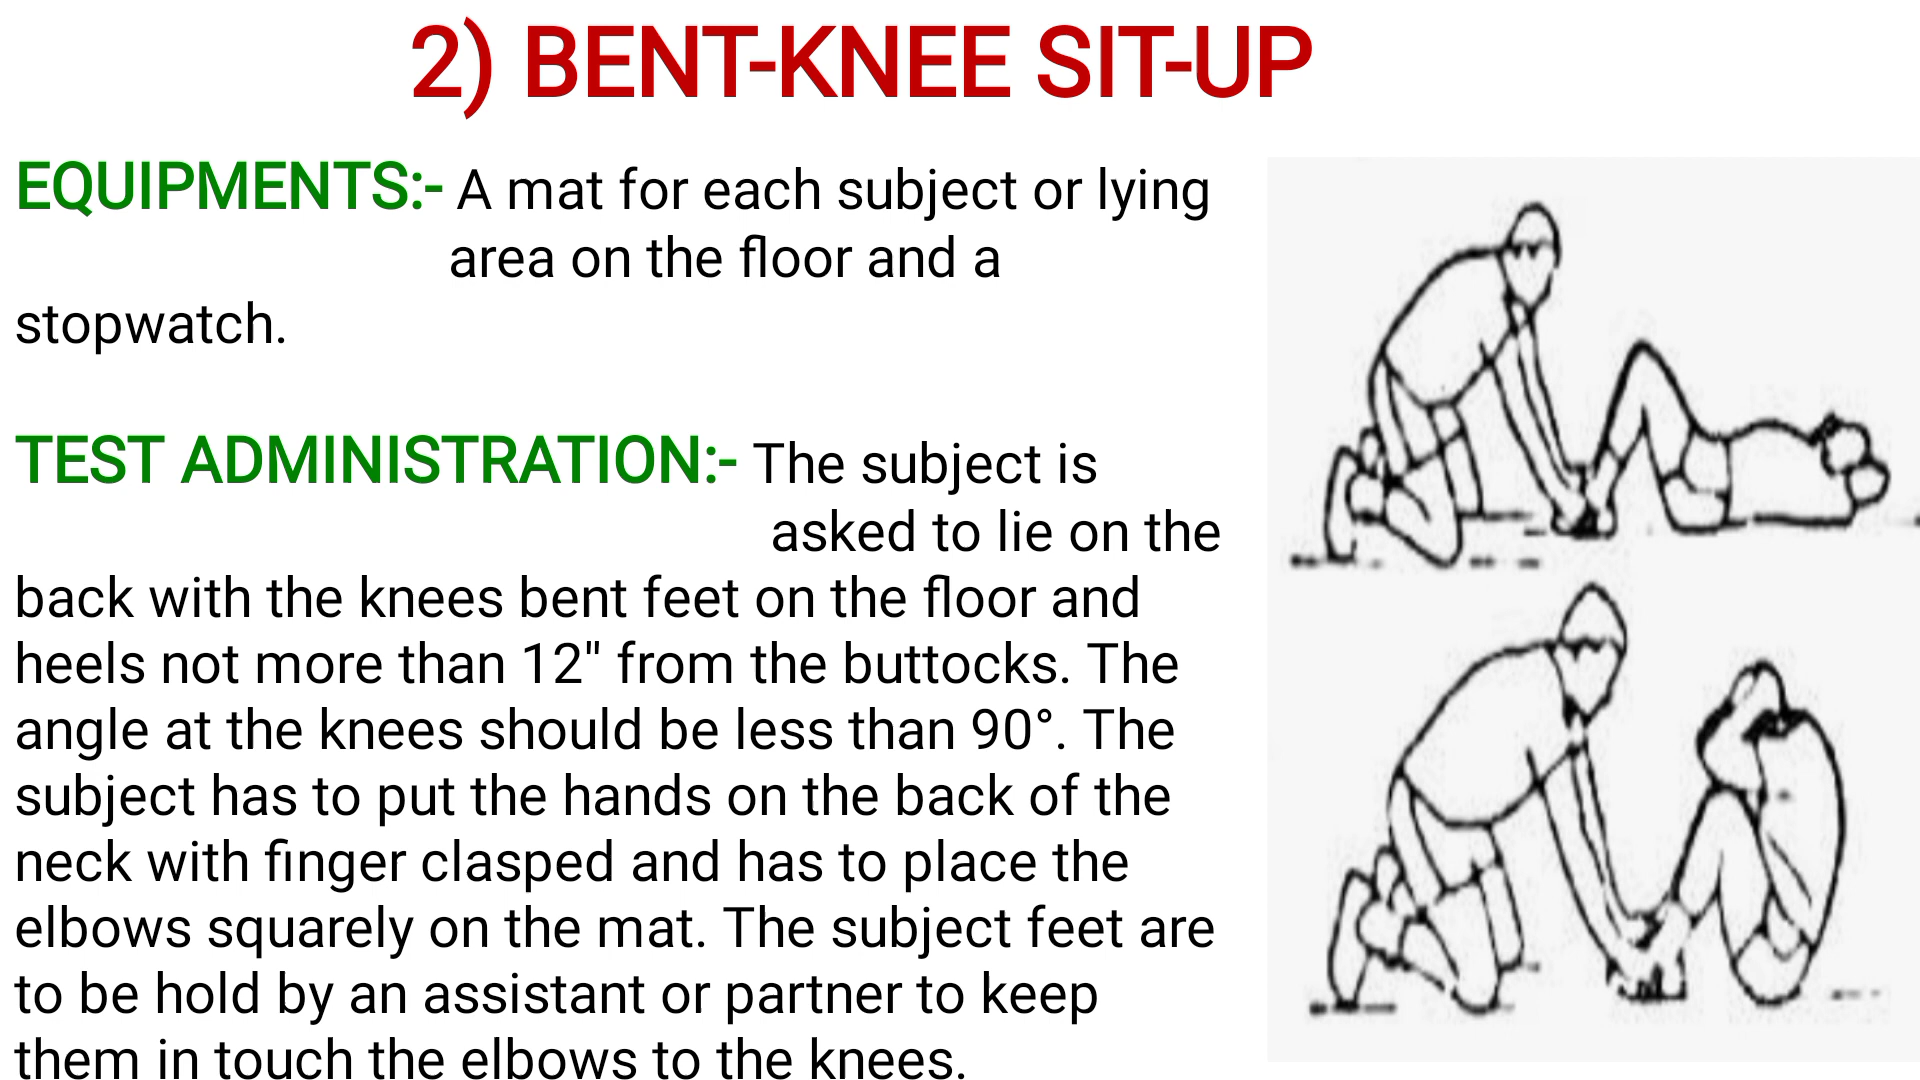 2) BENT-KNEE SIT-UP
EQUIPMENTS:- A mat for each subject or lying
area on the floor and a
stopwatch.
TEST ADMINISTRATION:- The subject is
asked to lie on the
back with the knees bent feet on the floor and
heels not more than 12" from the buttocks. The
angle at the knees should be less than 90°. The
subject has to put the hands on the back of the
neck with finger clasped and has to place the
elbows squarely on the mat. The subject feet are
to be hold by an assistant or partner to keep
them in touch the elbows to the knees.